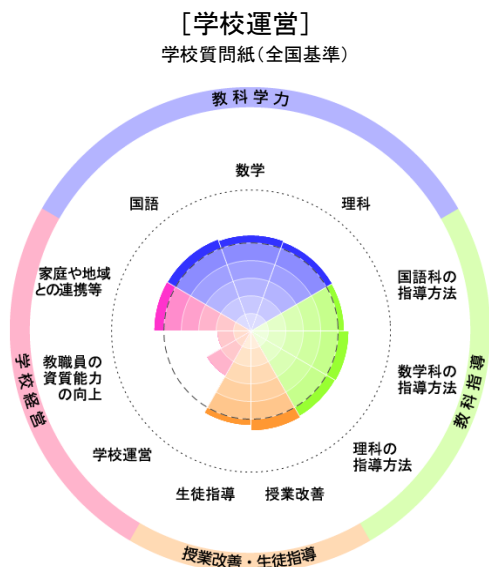 ［学校運営］
学校質問紙（全国基準）
教科学力
数学
国語
理科
家庭や地域
との連携等
国語科の
指導方法
教職員の
資質能力
の向上
数学科の
指導方法
学校経営
教科指導
学校運営
理科の
指導方法
生徒指導
授業改善
授業改善・生徒指導